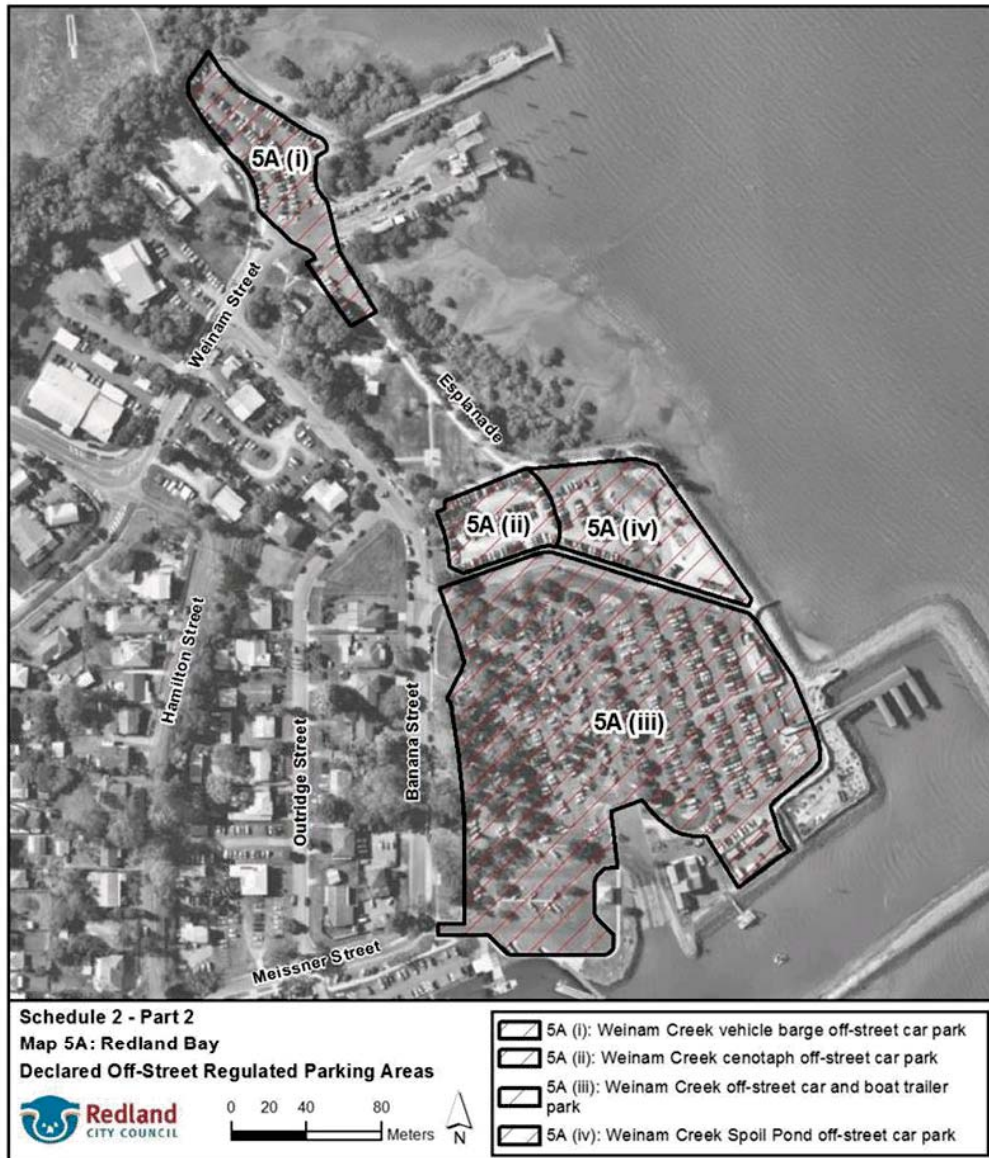 5A (i)
Weinam Street
Esplanade
5A (ii)
5A (iv)
Hamilton Street
Outridge Street
Banana Street
5A (iii)
Meissner Street
Schedule 2 - Part 2
Map 5A: Redland Bay
Declared Off-Street Regulated Parking Areas
Redland
CITY COUNCIL
0 20 40 80
Meters
N
5A (i): Weinam Creek vehicle barge off-street car park
5A (ii): Weinam Creek cenotaph off-street car park
5A (iii): Weinam Creek off-street car and boat trailer
park
5A (iv): Weinam Creek Spoil Pond off-street car park